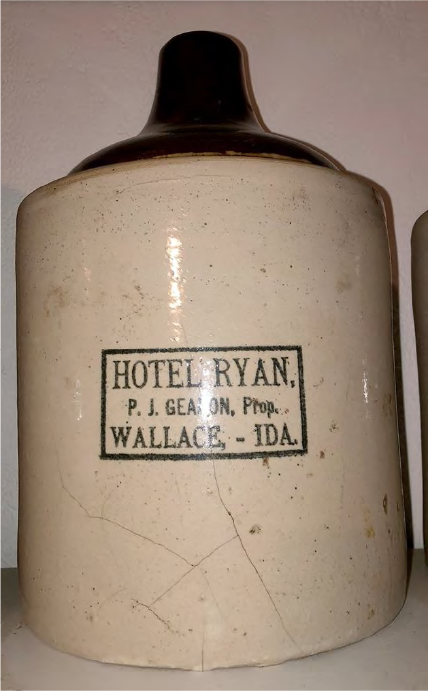 HOTEL RYAN,
P. J. Prop.
WALLACE, - IDA.